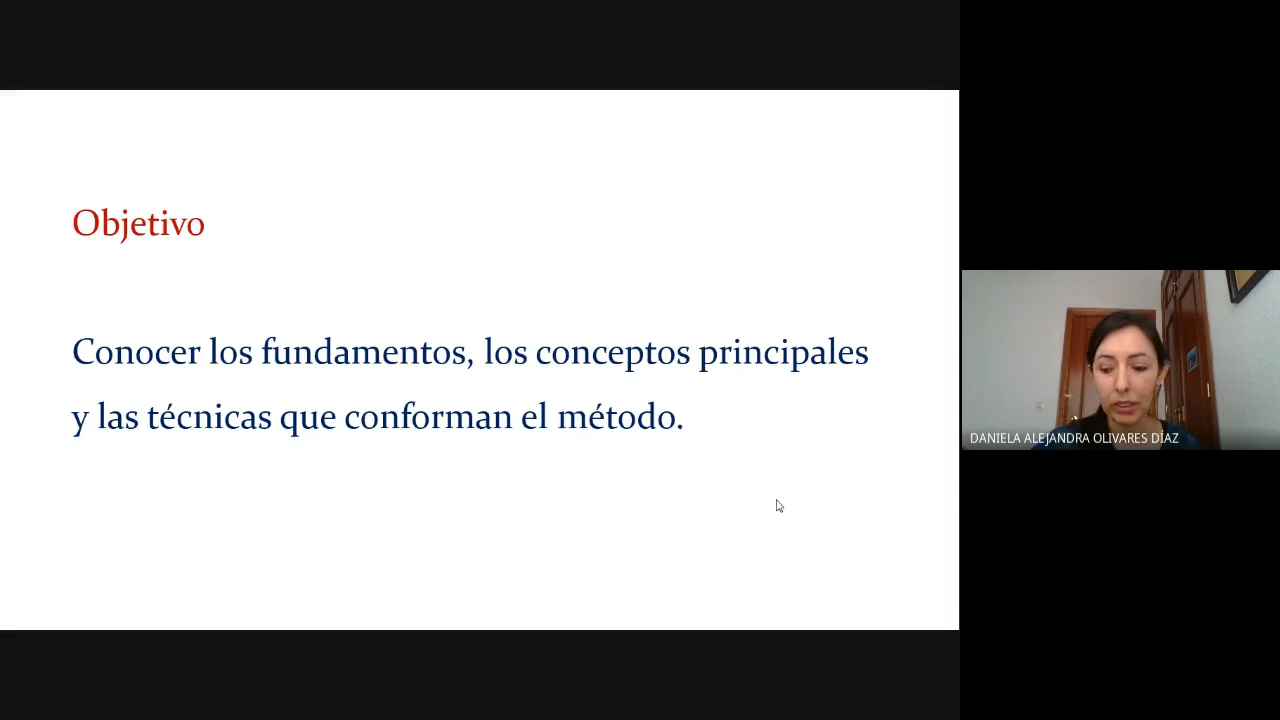 Objetivo
Conocer los fundamentos, los conceptos principales
y las técnicas que conforman el método.
DANIELA ALEJANDRA OLIVARES DÍAZ